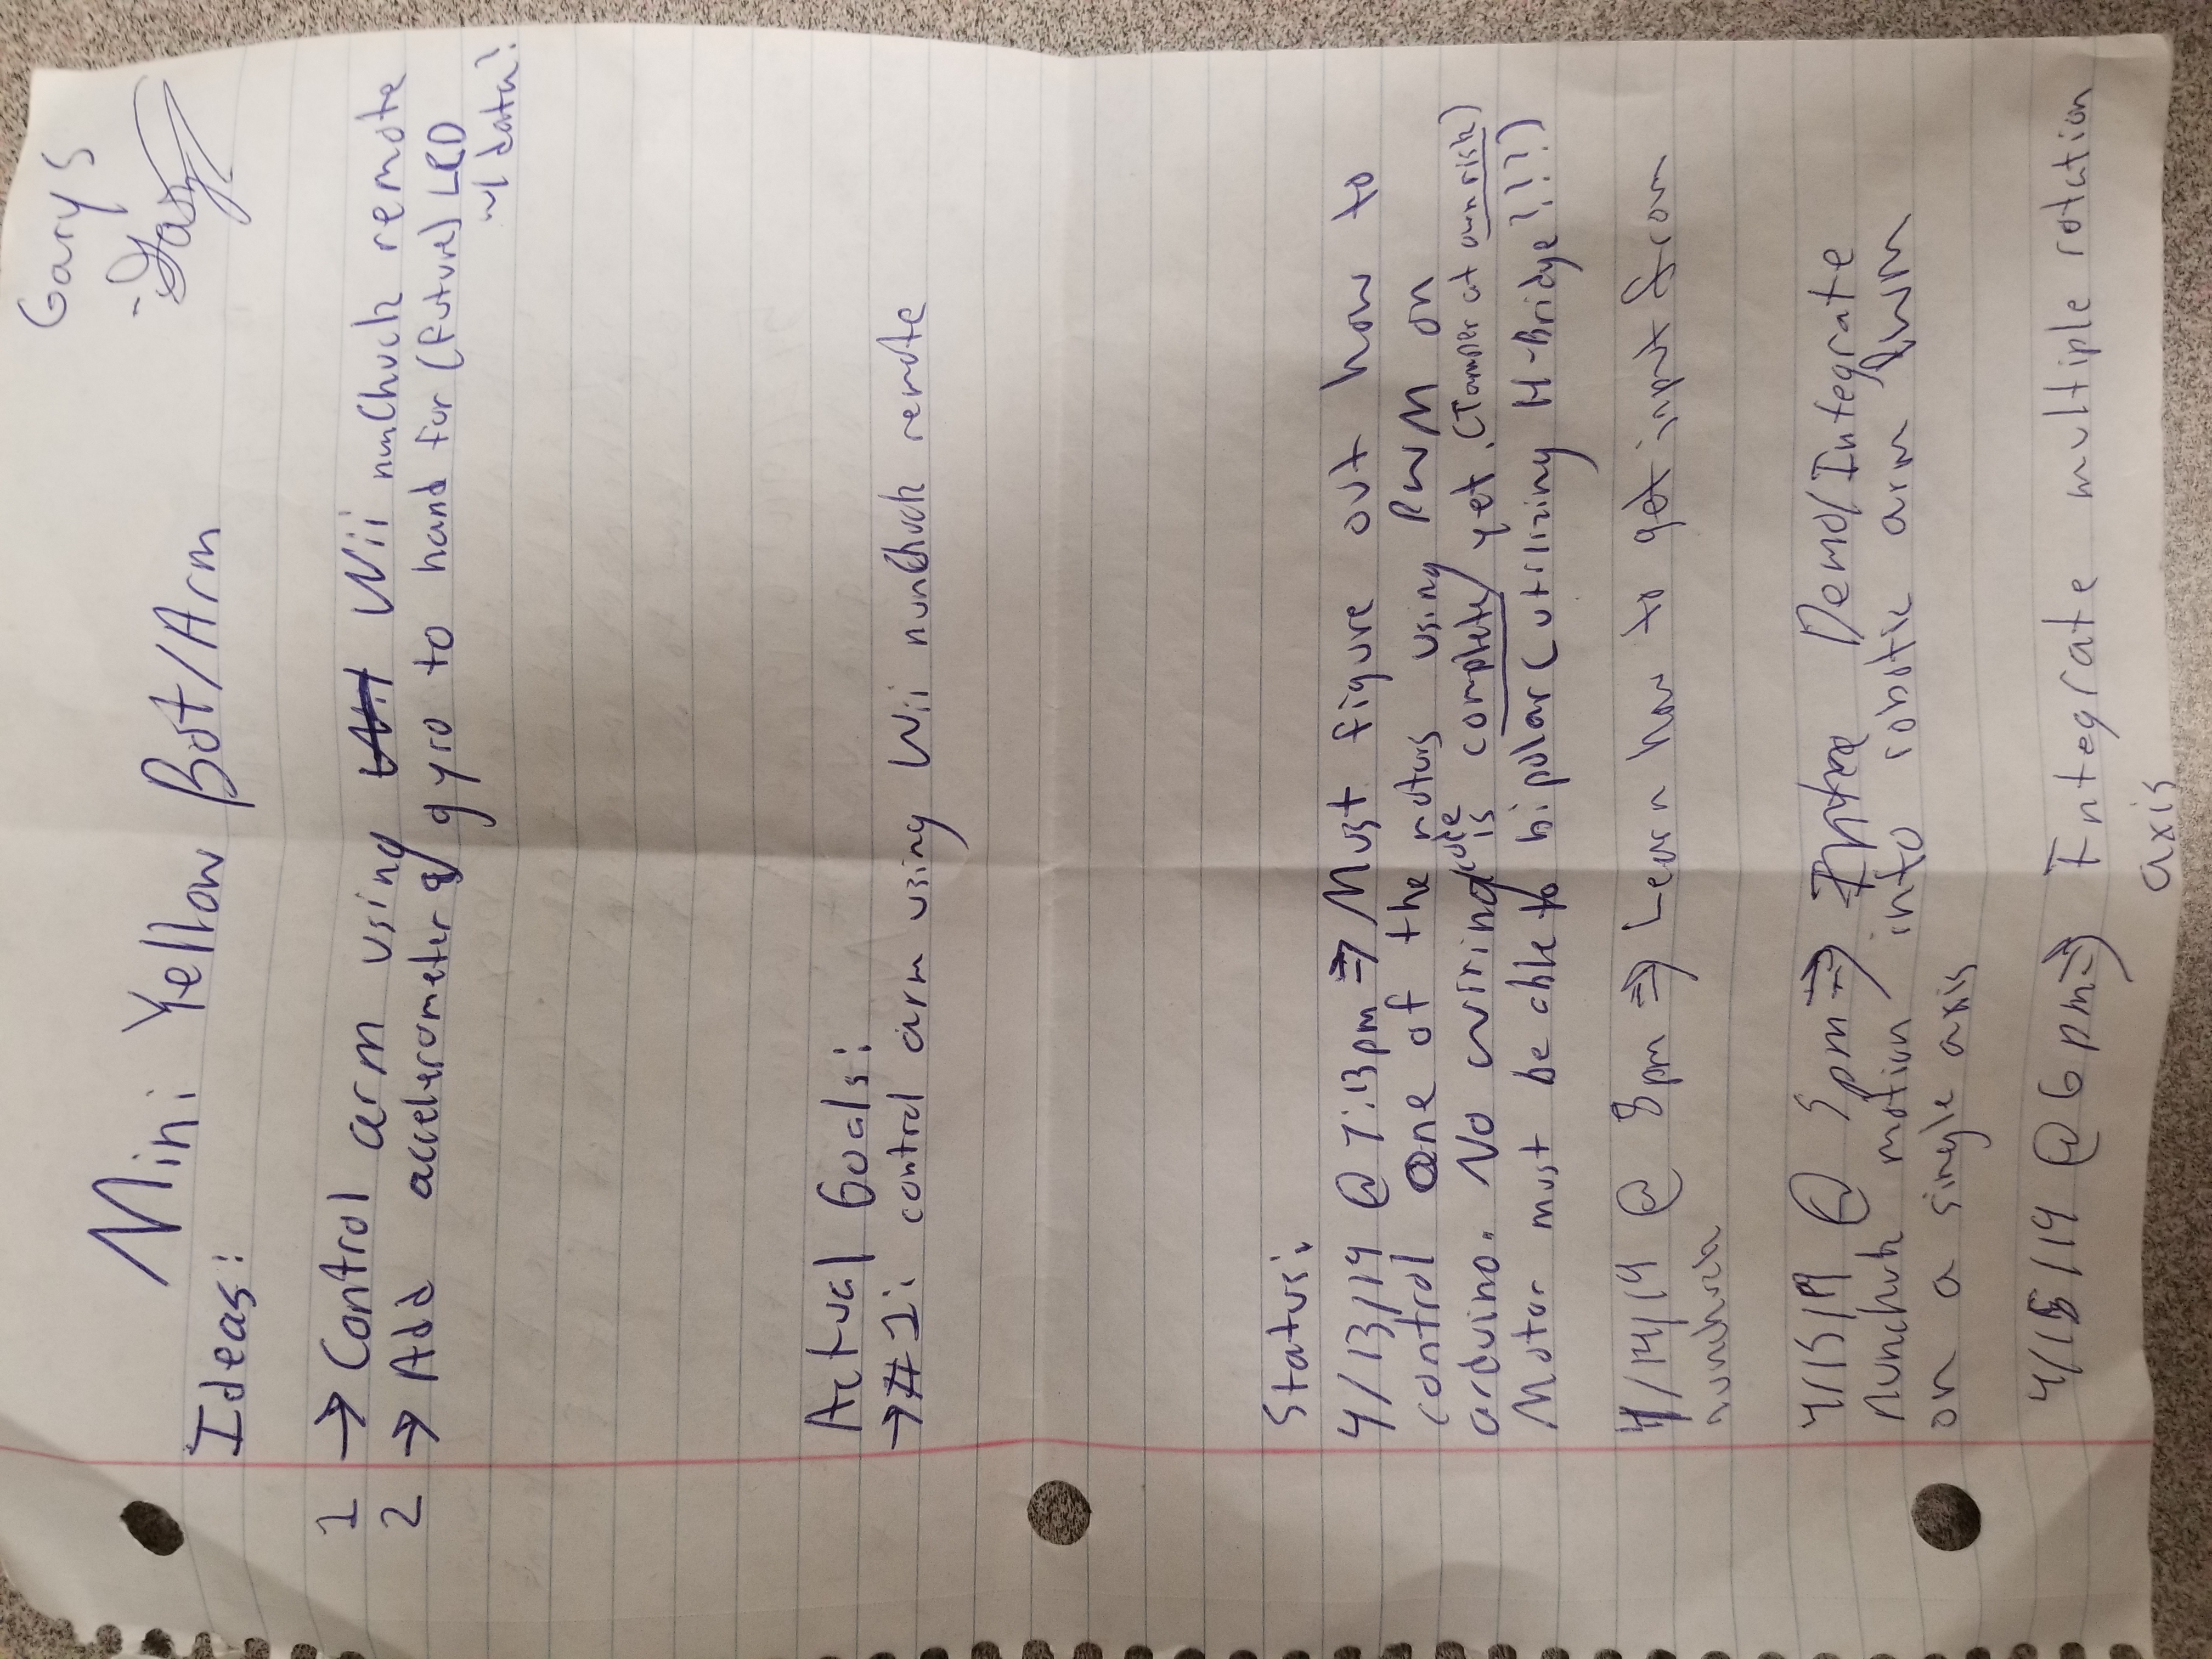 Gary S
Mini Yellow Bot/Arm
Ideas:
1 → Control arm using Wii nunChuck remote
2 → Add accelerometer & gyro to hand for (future) LCD
w/ data?
Actual Goals:
→ #1: control arm using Wii nunChuck remote
Status:
4/13/19 @ 7:13pm ⇒ Must figure out how to
control one of the motors using PWM on
arduino. No wiring/code is complete yet. (Tamper at own risk)
Motor must be able to bipolar (utilizing H-Bridge???)
4/14/19 @ 8pm ⇒ Learn how to get input from
nunchuck
4/15/19 @ 5pm ⇒ Demo/Integrate
nunchuk motion into robotic arm PWM
on a single axis
4/15/19 @ 6pm ⇒ Integrate multiple rotation
axis